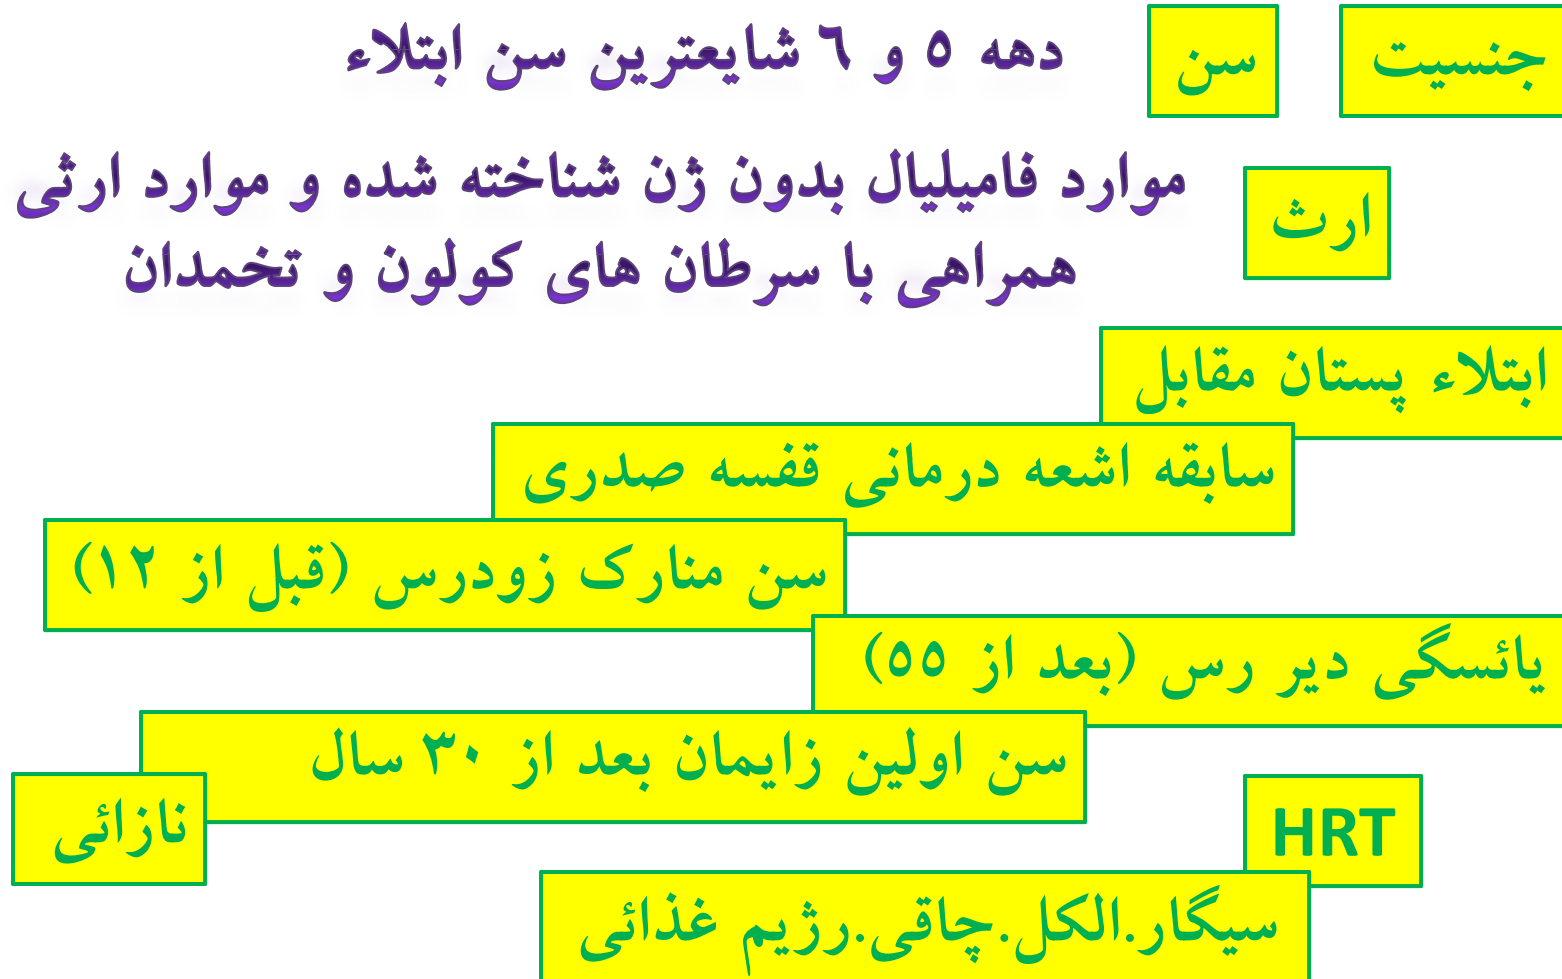 جنسیت
سن
دهه ۵ و ۶ شایعترین سن ابتلاء
ارث
موارد فامیلیال بدون ژن شناخته شده و موارد ارثی
همراهی با سرطان های کولون و تخمدان
ابتلاء پستان مقابل
سابقه اشعه درمانی قفسه صدری
سن منارک زودرس (قبل از ۱۲)
یائسگی دیر رس (بعد از ۵۵)
سن اولین زایمان بعد از ۳۰ سال
HRT
نازائی
سیگار.الکل.چاقی.رژیم غذائی